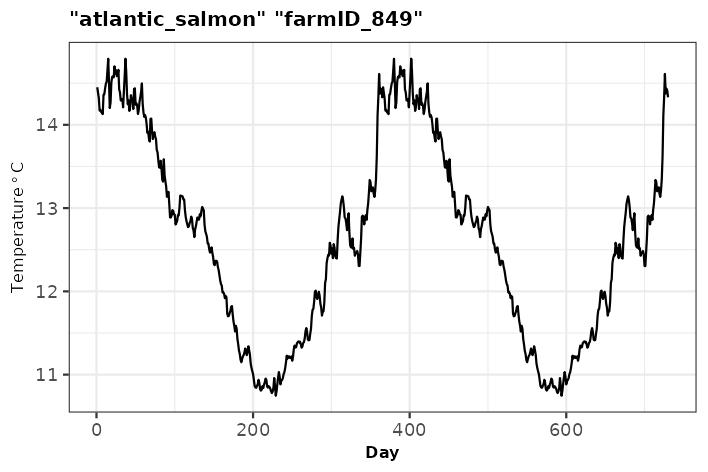 "atlantic_salmon" "farmID_849"
14
13
12
11
Temperature°C
0 200 400 600
Day